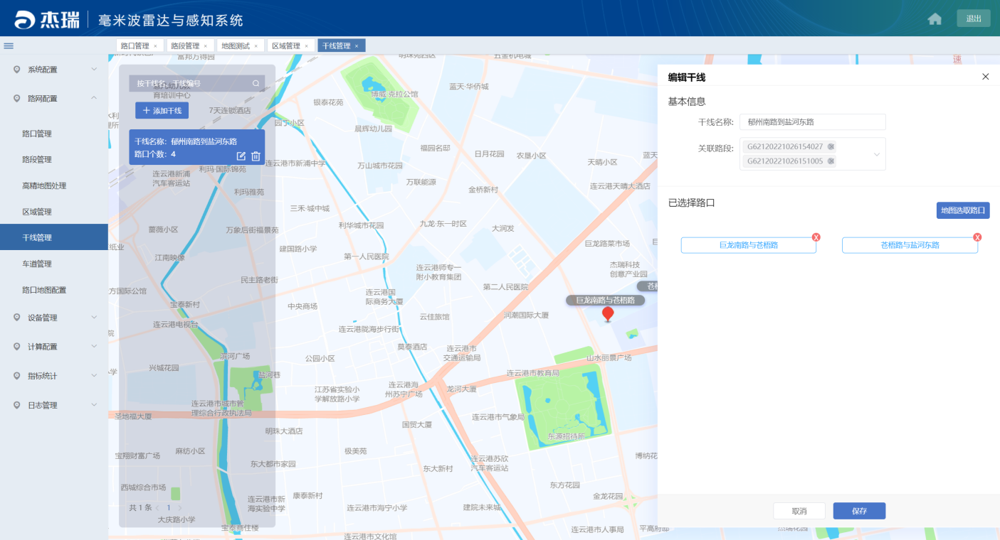 杰瑞
毫米波雷达与感知系统
退出
路口管理 ×
路段管理 ×
地图测试 ×
区域管理 ×
干线管理 ×
系统配置
路网配置
路口管理
路段管理
高精地图处理
区域管理
干线管理
车道管理
路口地图配置
设备管理
计算配置
指标统计
日志管理
按干线名、干线编号
添加干线
干线名称: 郁州南路到盐河东路
路口个数: 4
共 1 条
1
富邦万得园
育培训中心
7天连锁酒店
园丁小区
银泰花苑
博威·克拉公馆
蓝天·华侨城
晨辉幼儿园
福园名邸
日月花园
农垦小区
天晴小区
蓝天
连云港市新浦中学
利玛·国际锦苑
连云港新浦
汽车客运站
万山城市花园
万联能源
金桥新村
连云港天晴大酒店
利玛雅苑
三禾·城中城
蔷薇小区
万象后街福景苑
利华城市花园
九龙·东一时区
大润发
纸业
建国路小学
第一人民医院
巨龙路菜市场
江南映像
连云港师专一
附小教育集团
杰瑞科技
创意产业园
民主路老街
方国际公馆
连云港国
际商务大厦
第二人民医院
苍梧
巨龙南路与苍梧路
宝泰新村
中央商场
云佳旅馆
润潮国际大厦
连云港电视台
连云港陇海步行街
院
莫泰酒店
连云港市
交通运输局
滨河广场
公园小区
山水丽景广场
兴城花园
盐河巷
连云港市教育局
江苏省实验小
学解放路小学
连云港海
州苏宁广场
龙河大厦
连云港市城市管
理综合行政执法局
圣地福大厦
连云港市气象局
国贸大厦
明珠大酒店
东源招待所
宝翔财富广场
麻纺小区
极美苑
连云港苏欣
汽车客运站
博纳花
东大都市家园
东大新村
西城综合市场
东方花园
康泰新村
金龙花园
连云港市新
海实验中学
连云港市海宁小学
建院未来城
大庆路小学
宝泰商住楼
连云港市文化馆
连云港市人事局
平高府邸
速
编辑干线
基本信息
干线名称: 郁州南路到盐河东路
关联路段: G62120221026154027
G62120221026151005
已选择路口
地图选取路口
巨龙南路与苍梧路
X
苍梧路与盐河东路
X
取消
保存